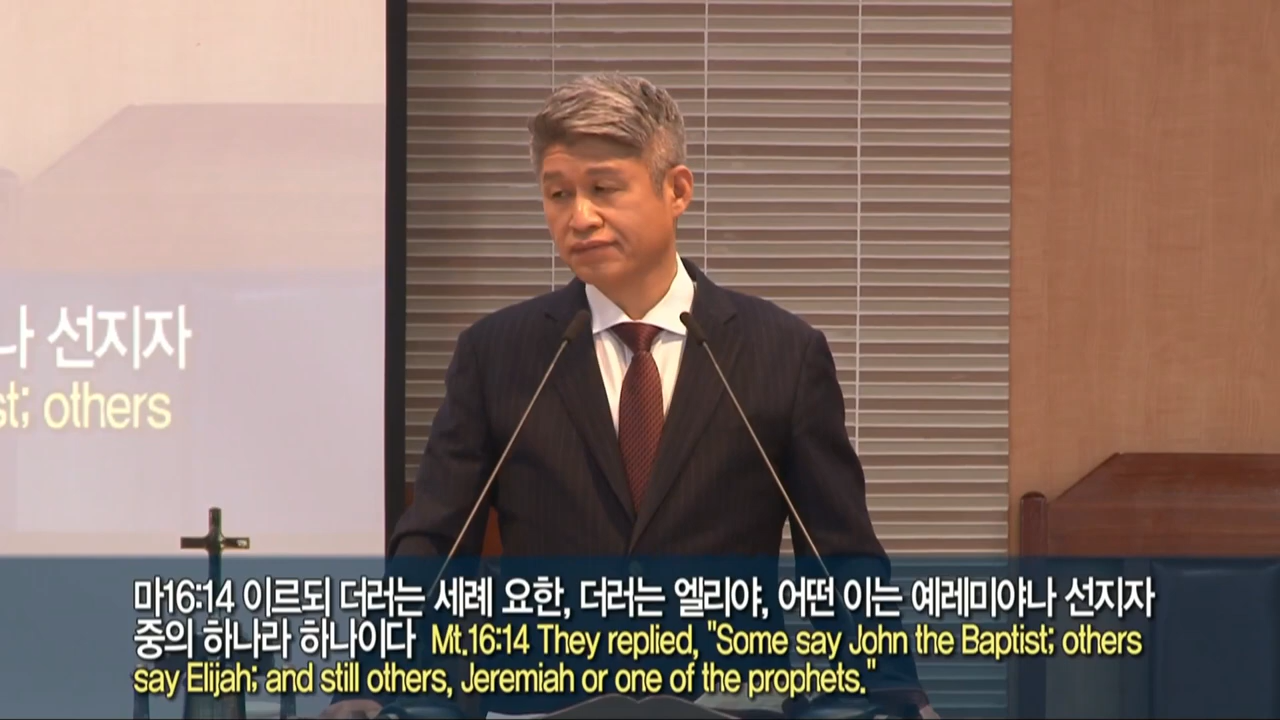 나 선지자
st; others
마16:14 이르되 더러는 세례 요한, 더러는 엘리야, 어떤 이는 예레미야나 선지자
중의 하나라 하나이다 Mt.16:14 They replied, "Some say John the Baptist; others
say Elijah; and still others, Jeremiah or one of the prophets."